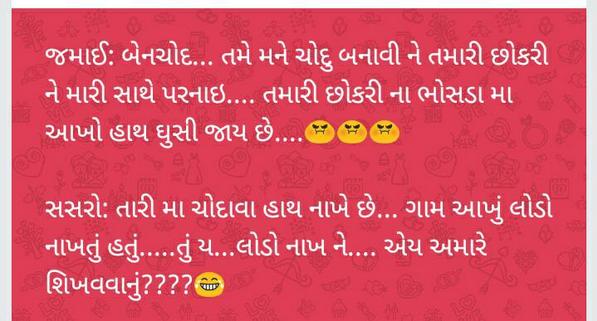 જમાઈ: બેનચોદ... તમે મને ચોદુ બનાવી ને તમારી છોકરી
ને મારી સાથે પરનાઇ.... તમારી છોકરી ના ભોસડા મા
આખો હાથ ઘુસી જાય છે....😡😡😡
સસરો: તારી મા ચોદાવા હાથ નાખે છે... ગામ આખું લોડો
નાખતું હતું.....તું ય...લોડો નાખ ને.... એય અમારે
શિખવવાનું????😁